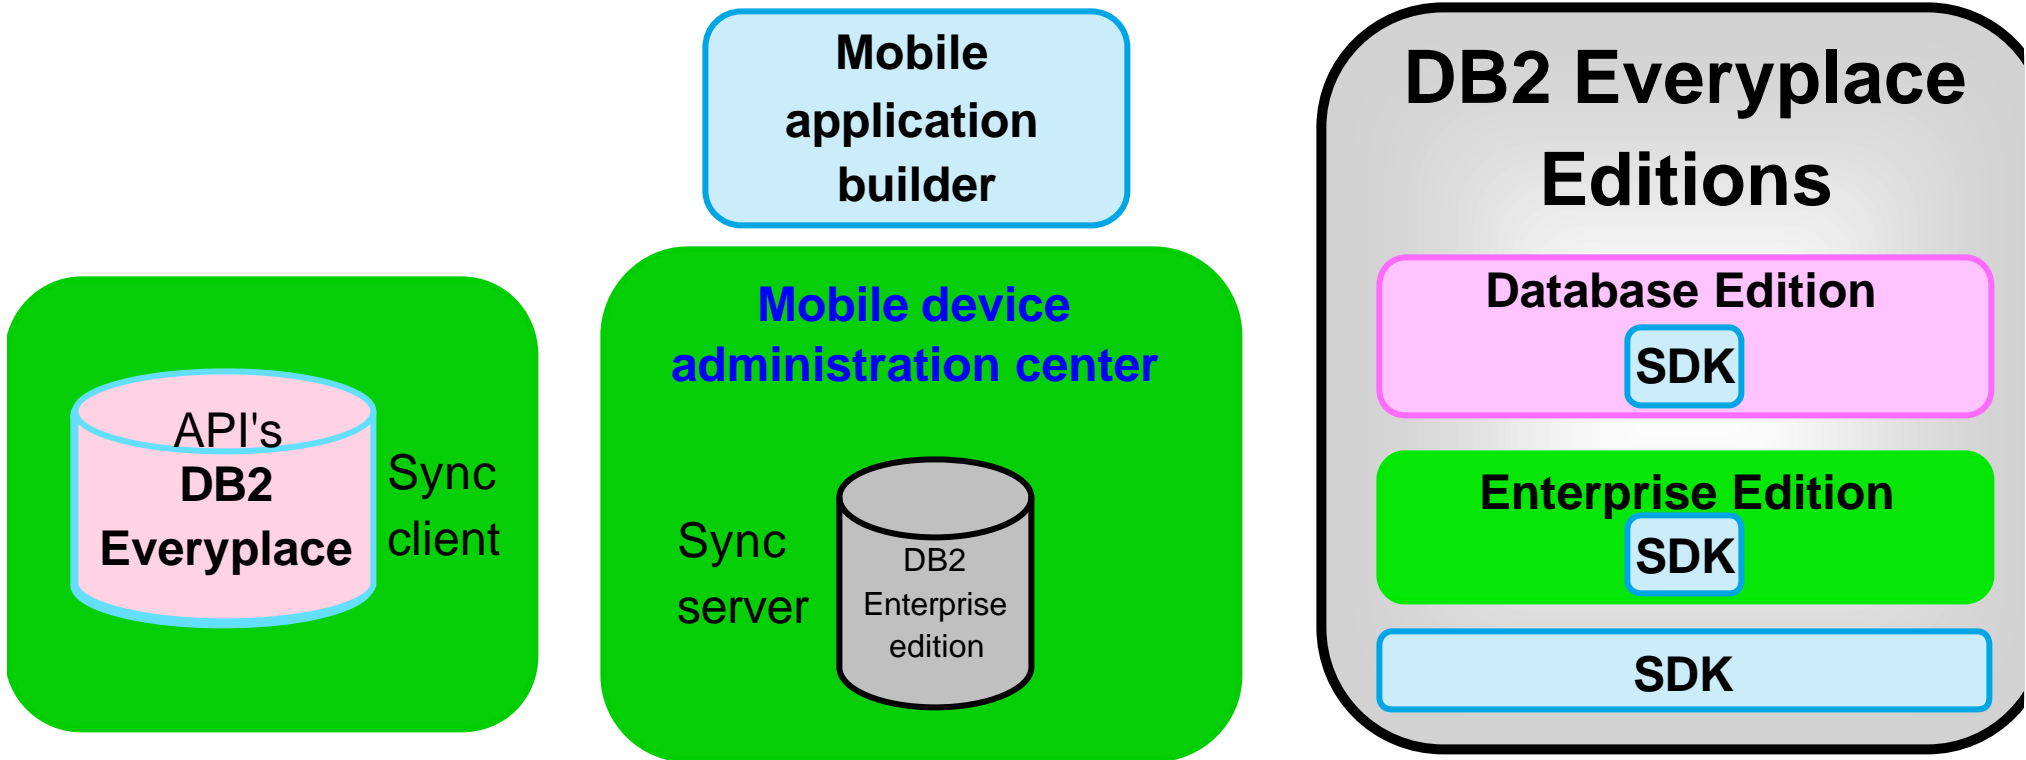 Mobile
application
builder
API's
DB2
Everyplace
Sync
client
Mobile device
administration center
Sync
server
DB2
Enterprise
edition
DB2 Everyplace
Editions
Database Edition
SDK
Enterprise Edition
SDK
SDK